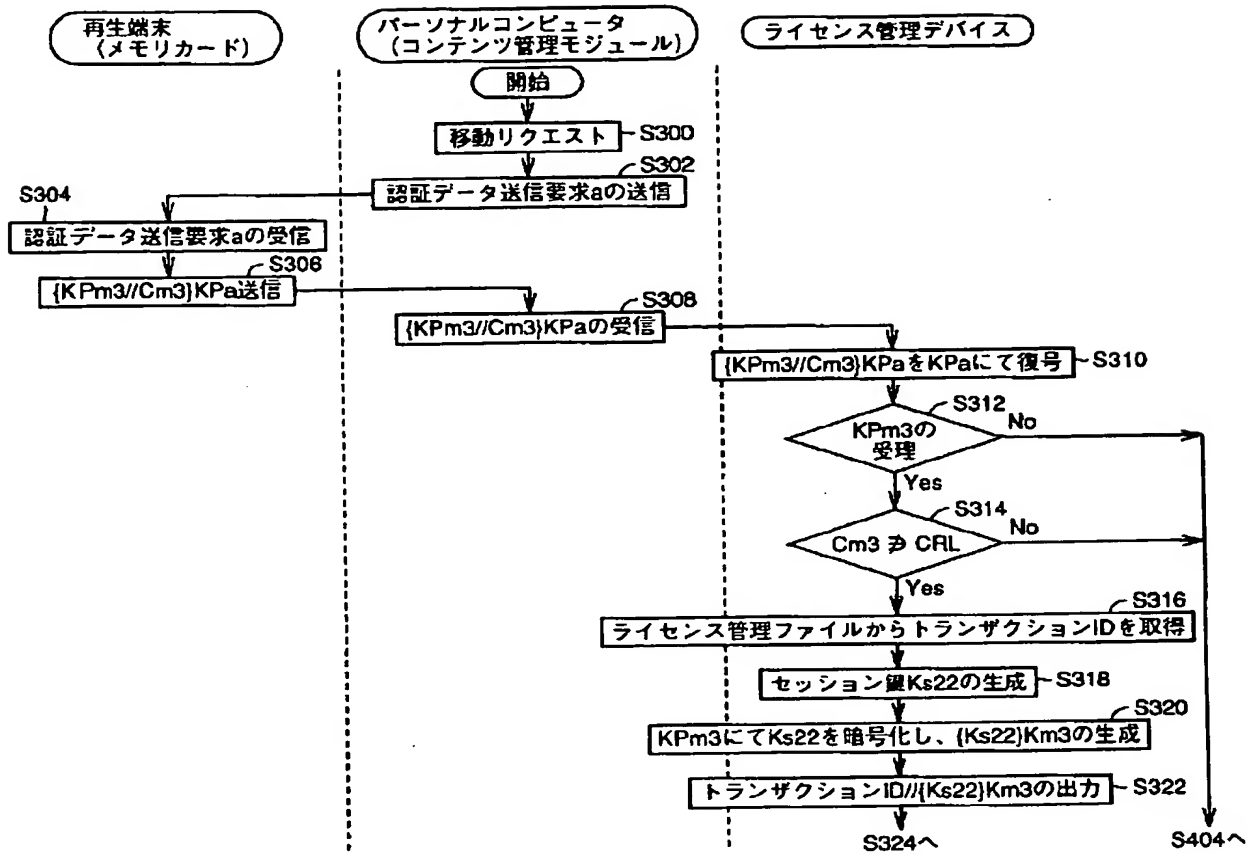 再生端末
(メモリカード)
パーソナルコンピュータ
(コンテンツ管理モジュール)
ライセンス管理デバイス
開始
移動リクエスト
S300
S302
認証データ送信要求aの送信
S304
認証データ送信要求aの受信
S306
{KPm3//Cm3}KPa送信
S308
{KPm3//Cm3}KPaの受信
{KPm3//Cm3}KPaをKPaにて復号
S310
S312
KPm3の
受理
No
Yes
S314
Cm3 ∌ CRL
No
Yes
S316
ライセンス管理ファイルからトランザクションIDを取得
セッション鍵Ks22の生成
S318
S320
KPm3にてKs22を暗号化し、{Ks22}Km3の生成
トランザクションID//{Ks22}Km3の出力
S322
S324へ
S404へ